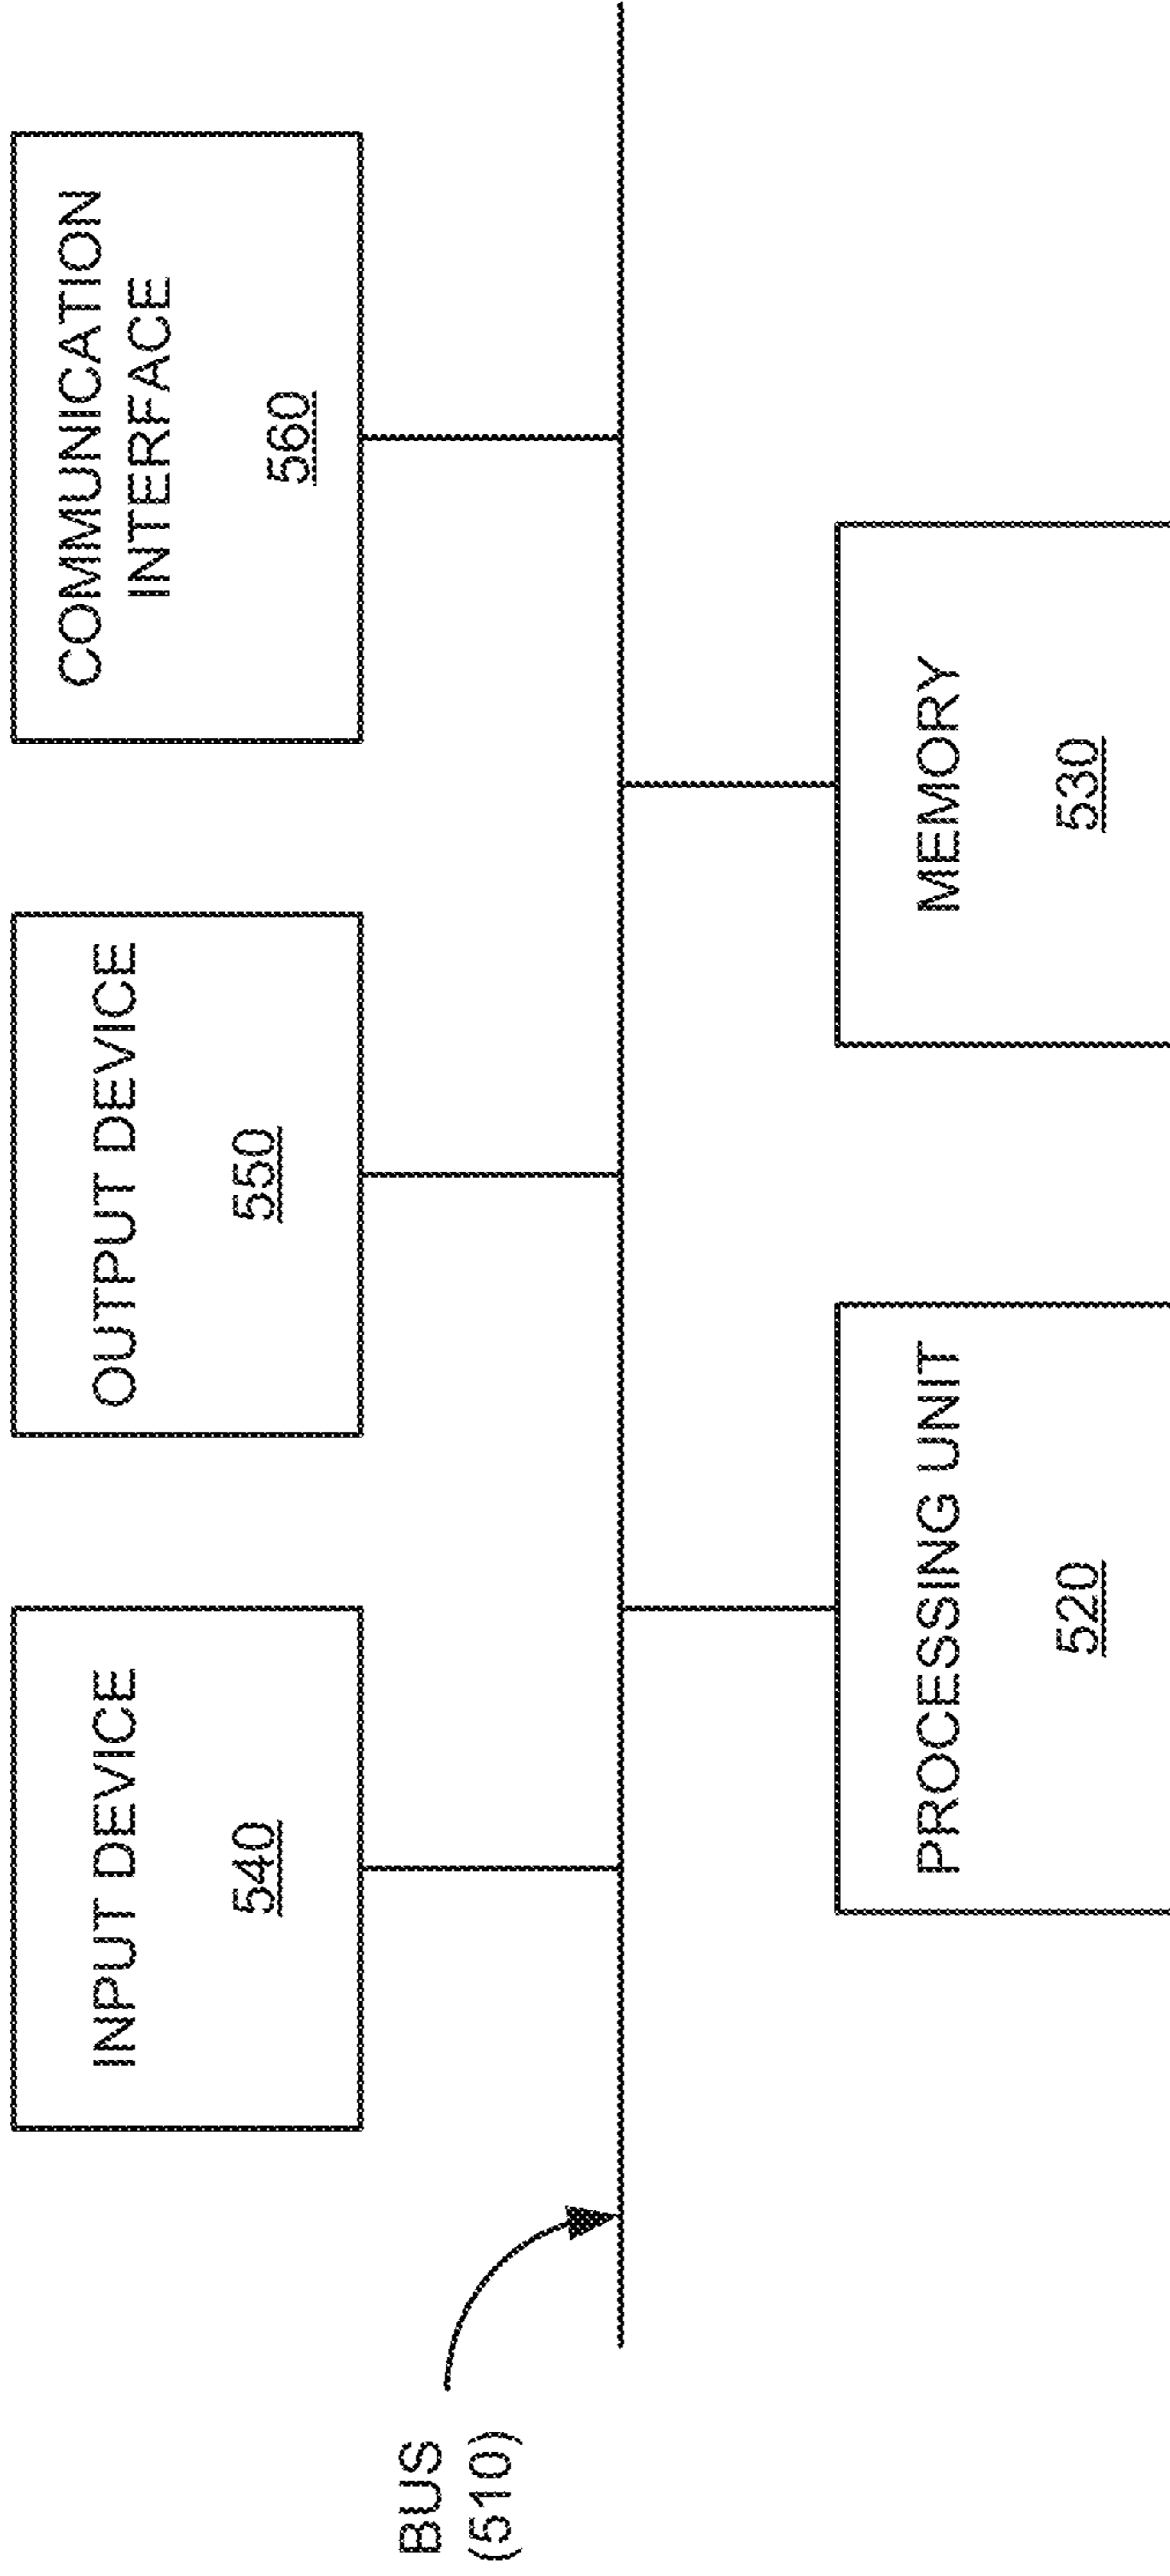 INPUT DEVICE
540
OUTPUT DEVICE
550
COMMUNICATION
INTERFACE
560
BUS
(510)
PROCESSING UNIT
520
MEMORY
530